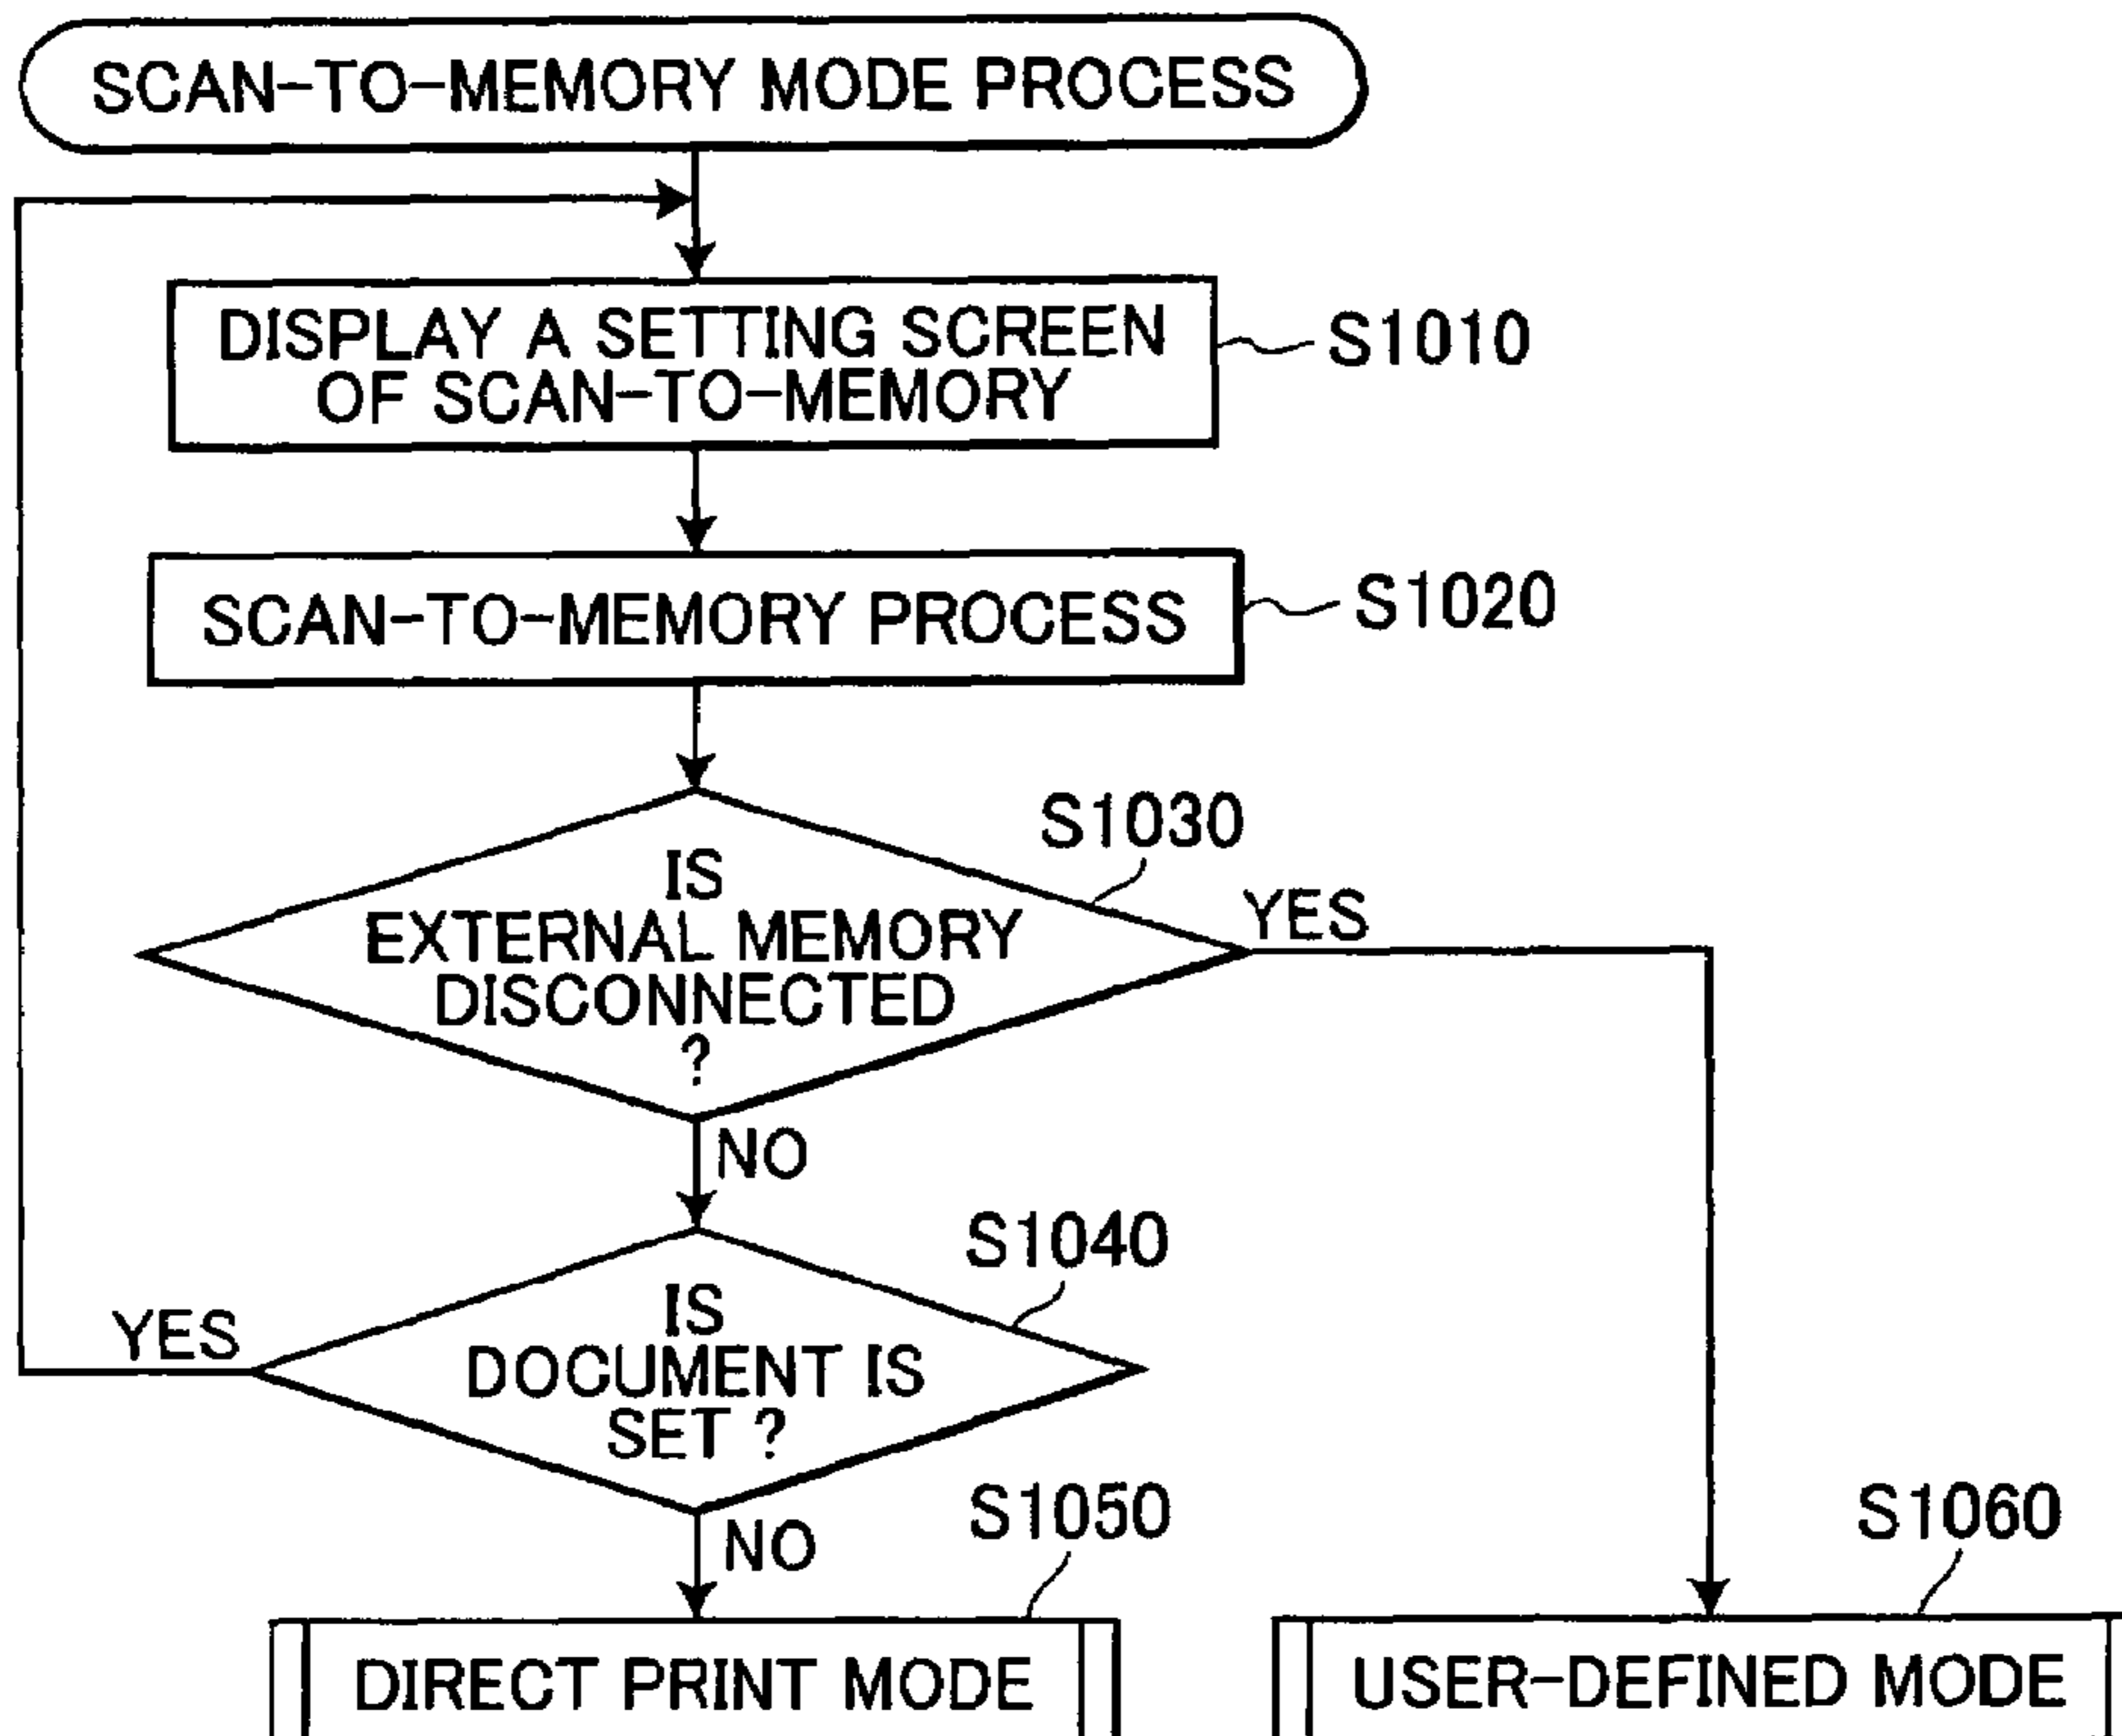 SCAN-TO-MEMORY MODE PROCESS
DISPLAY A SETTING SCREEN
OF SCAN-TO-MEMORY
S1010
SCAN-TO-MEMORY PROCESS
S1020
S1030
IS
EXTERNAL MEMORY
DISCONNECTED
?
YES
NO
S1040
IS
DOCUMENT IS
SET ?
YES
NO
S1050
S1060
DIRECT PRINT MODE
USER-DEFINED MODE